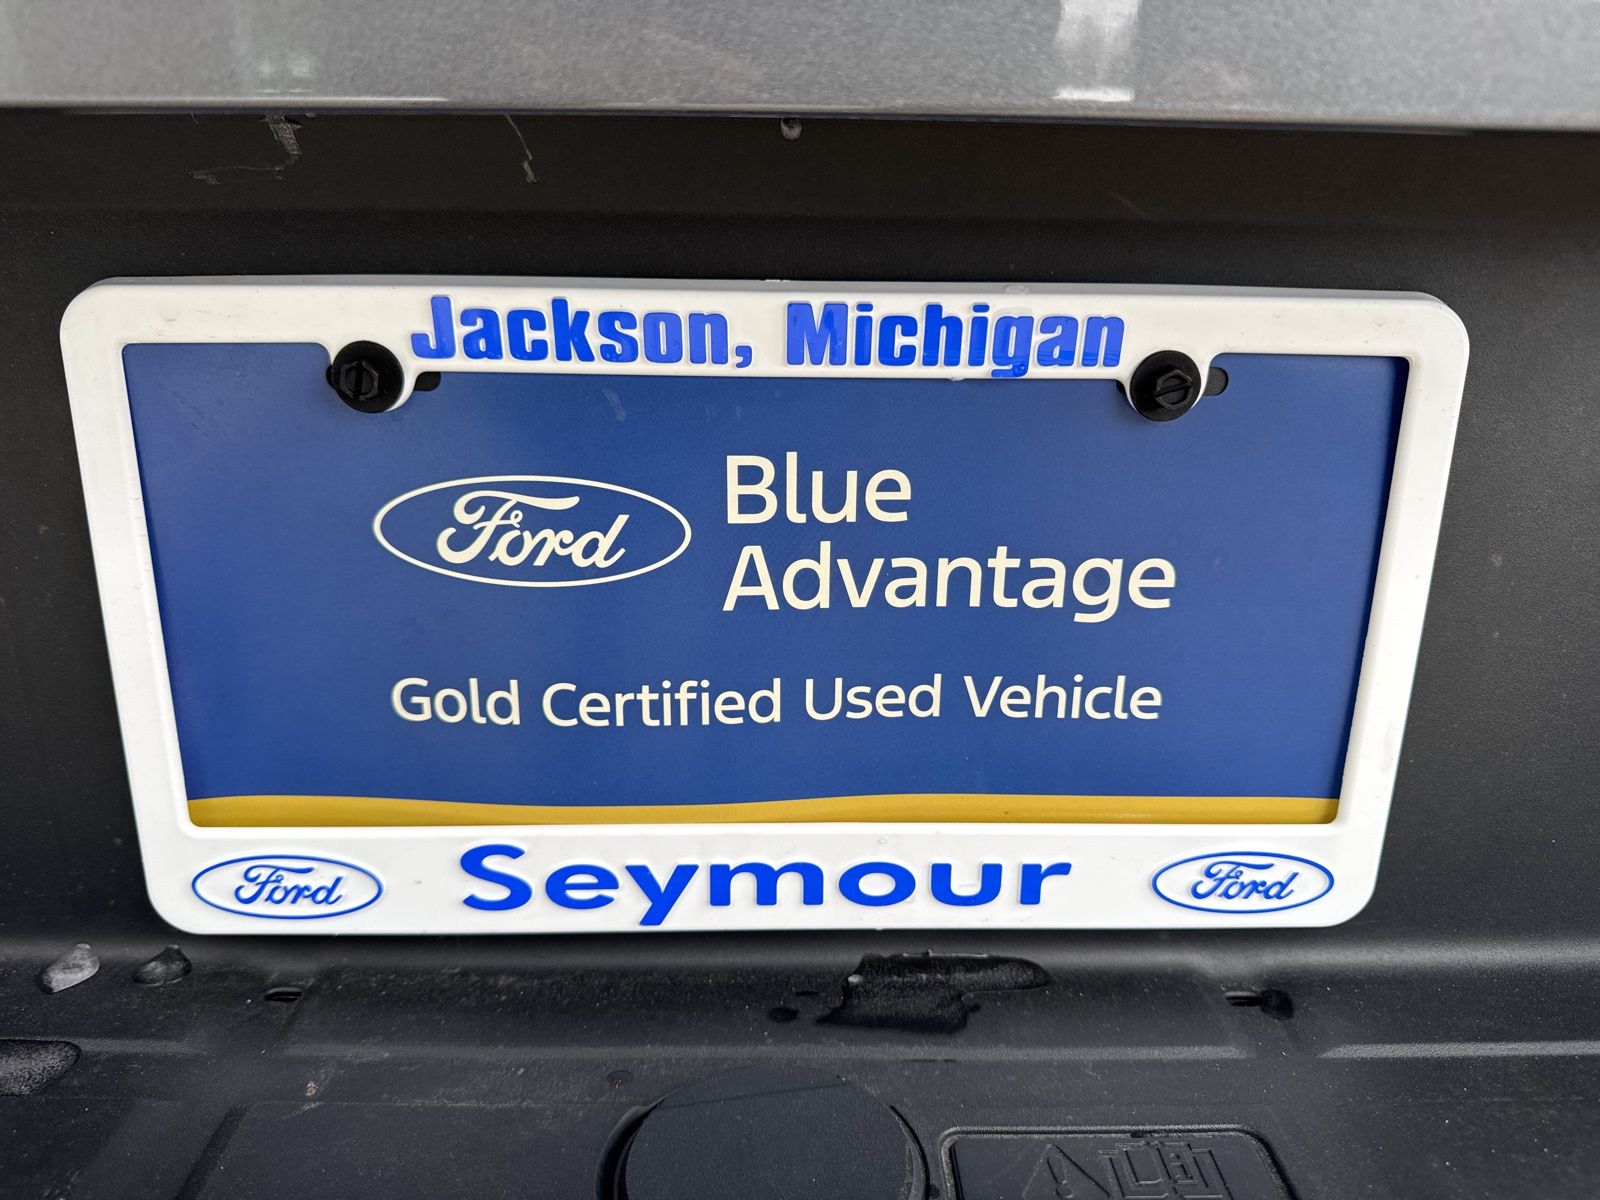 Jackson, Michigan
Ford
Blue
Advantage
Gold Certified Used Vehicle
Ford Seymour Ford